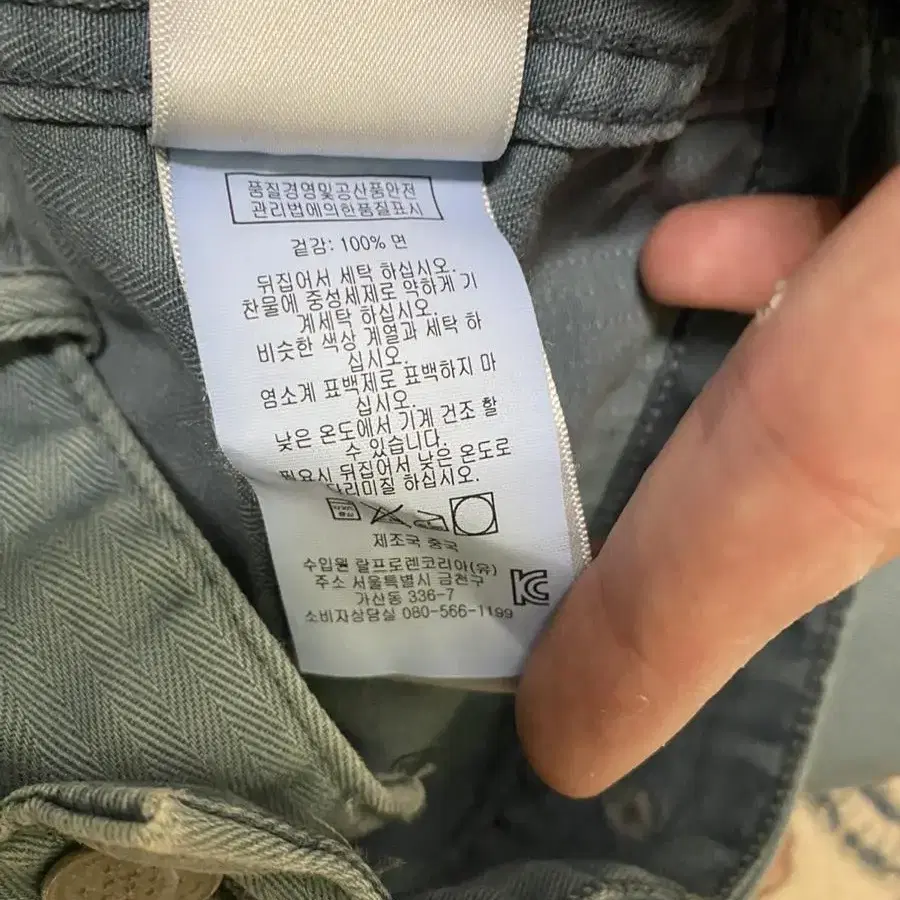 품질경영및공산품안전
관리법에의한품질표시
겉감: 100% 면
뒤집어서 세탁 하십시오.
찬물에 중성세제로 약하게 기
계세탁 하십시오.
비슷한 색상 계열과 세탁 하
십시오.
염소계 표백제로 표백하지 마
십시오.
낮은 온도에서 기계 건조 할
수 있습니다.
필요시 뒤집어서 낮은 온도로
다리미질 하십시오.
제조국 중국
수입원 랄프로렌코리아(유)
주소 서울특별시 금천구
가산동 336-7
소비자상담실 080-566-1199
KC